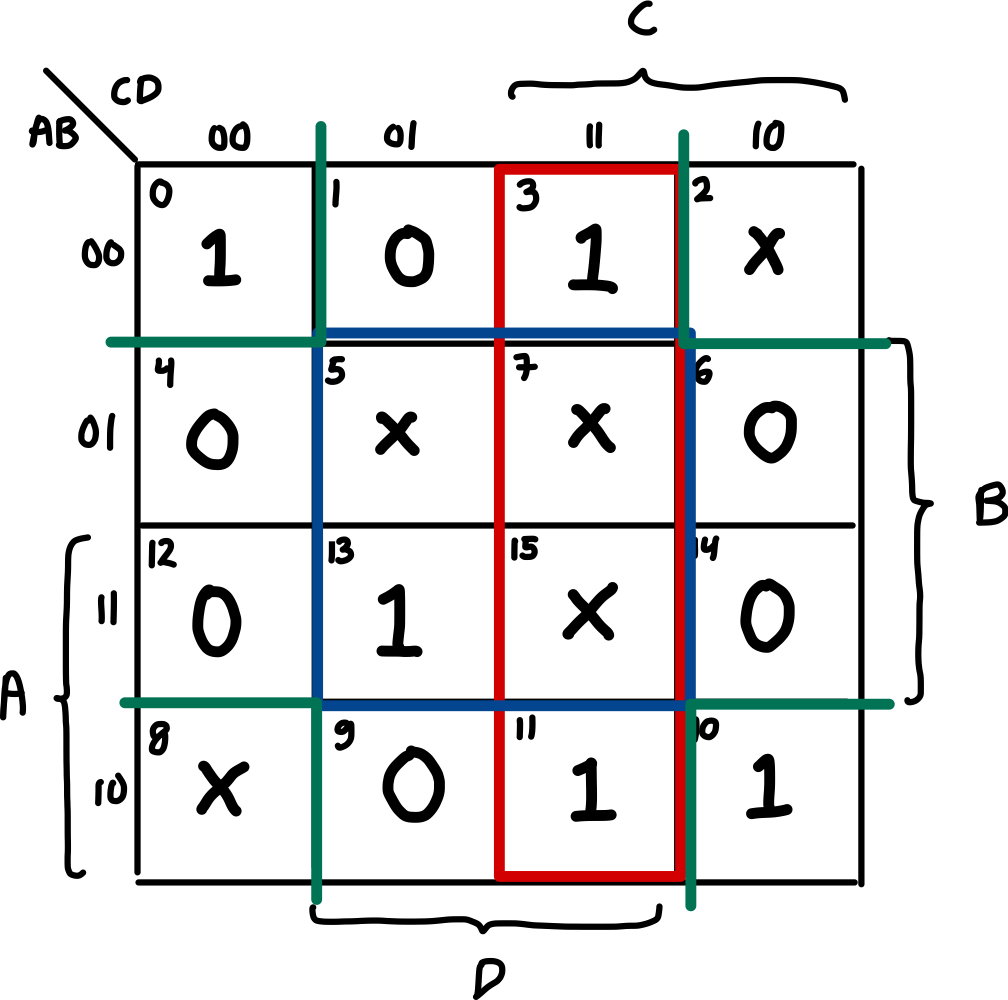 C
CD
AB 00 01 11 10
0 1 3 2
00 1 0 1 X
4 5 7 6
01 0 X X 0
B
12 13 15 14
11 0 1 X 0
A
8 9 11 10
10 X 0 1 1
D